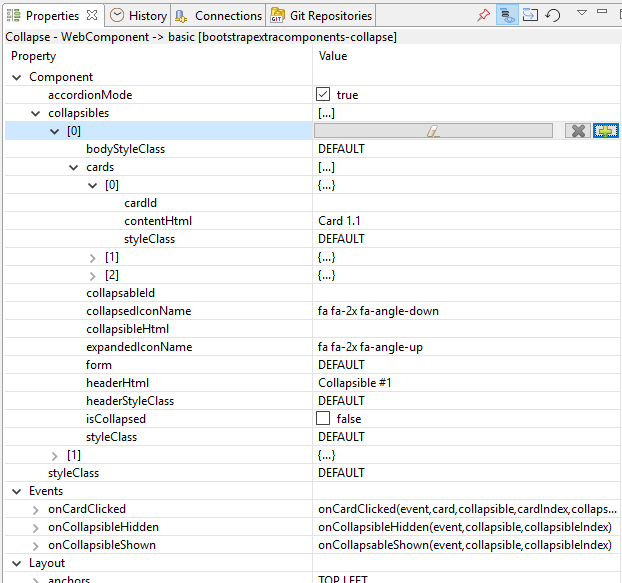 Properties History Connections Git Repositories
Collapse - WebComponent -> basic [bootstrapextracomponents-collapse]
Property Value
Component
accordionMode true
collapsibles [...]
[0]
bodyStyleClass DEFAULT
cards [...]
[0] {...}
cardId
contentHtml Card 1.1
styleClass DEFAULT
[1] {...}
[2] {...}
collapsableId
collapsedIconName fa fa-2x fa-angle-down
collapsibleHtml
expandedIconName fa fa-2x fa-angle-up
form DEFAULT
headerHtml Collapsible #1
headerStyleClass DEFAULT
isCollapsed false
styleClass DEFAULT
[1] {...}
styleClass DEFAULT
Events
onCardClicked onCardClicked(event,card,collapsible,cardIndex,collaps...
onCollapsibleHidden onCollapsibleHidden(event,collapsible,collapsibleIndex)
onCollapsibleShown onCollapsableShown(event,collapsible,collapsibleIndex)
Layout
anchors TOP LEFT